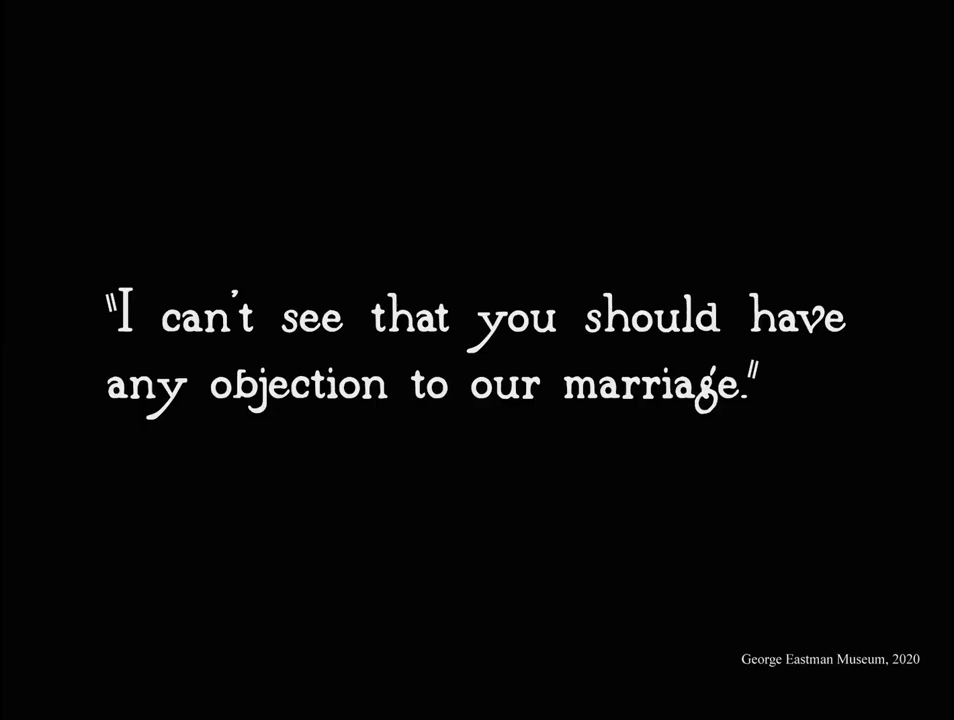 "I can't see that you should have
any objection to our marriage."
George Eastman Museum, 2020